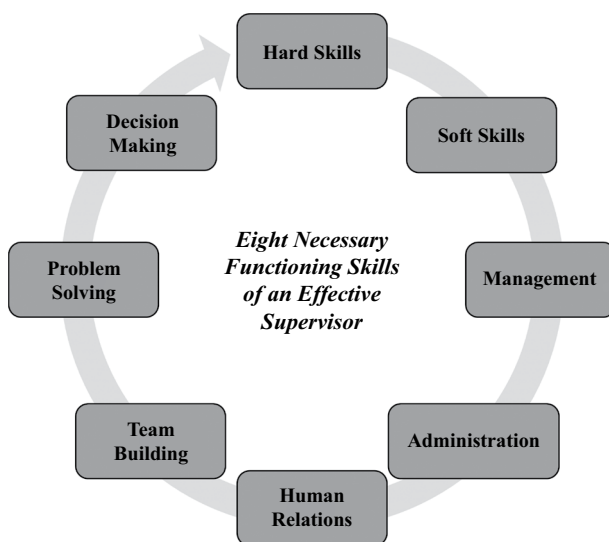 Hard Skills
Soft Skills
Management
Administration
Human
Relations
Team
Building
Problem
Solving
Decision
Making
Eight Necessary
Functioning Skills
of an Effective
Supervisor